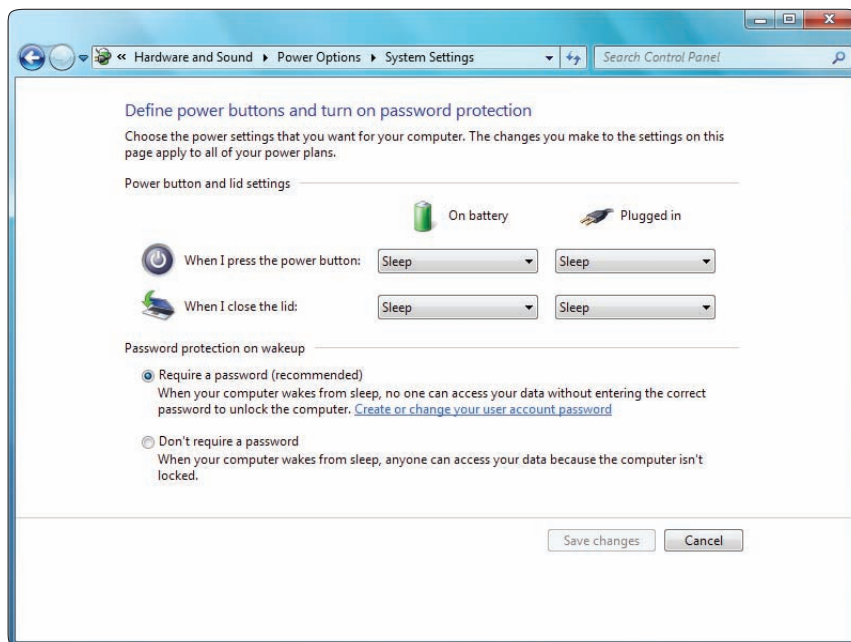 « Hardware and Sound ▸ Power Options ▸ System Settings
Search Control Panel
Define power buttons and turn on password protection
Choose the power settings that you want for your computer. The changes you make to the settings on this
page apply to all of your power plans.
Power button and lid settings
On battery Plugged in
When I press the power button: Sleep Sleep
When I close the lid: Sleep Sleep
Password protection on wakeup
Require a password (recommended)
When your computer wakes from sleep, no one can access your data without entering the correct
password to unlock the computer. Create or change your user account password
Don't require a password
When your computer wakes from sleep, anyone can access your data because the computer isn't
locked.
Save changes Cancel